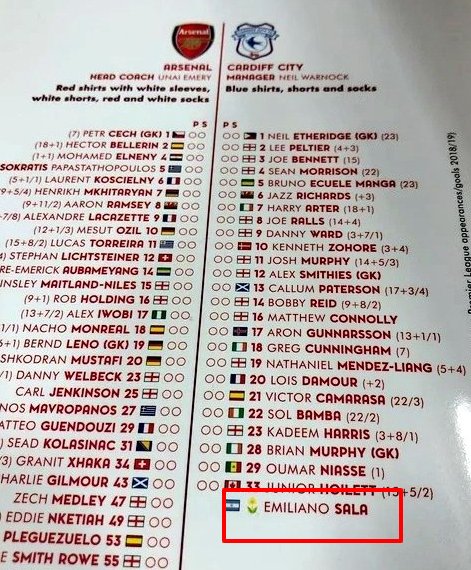 ARSENAL
HEAD COACH UNAI EMERY
Red shirts with white sleeves,
white shorts, red and white socks
P S
(7) PETR CECH (GK) 1
(18+1) HECTOR BELLERIN 2
(1+1) MOHAMED ELNENY 4
SOKRATIS PAPASTATHOPOULOS 5
(5+1/1) LAURENT KOSCIELNY 6
(9+5/4) HENRIKH MKHITARYAN 7
(9+11/2) AARON RAMSEY 8
ALEXANDRE LACAZETTE 9
(12+1/3) MESUT OZIL 10
(15+8/2) LUCAS TORREIRA 11
STEPHAN LICHTSTEINER 12
AUBAMEYANG 14
MAITLAND-NILES 15
(9+1) ROB HOLDING 16
(13+7/2) ALEX IWOBI 17
NACHO MONREAL 18
BERND LENO (GK) 19
SHKODRAN MUSTAFI 20
DANNY WELBECK 23
CARL JENKINSON 25
MAVROPANOS 27
GUENDOUZI 29
SEAD KOLASINAC 31
GRANIT XHAKA 34
CHARLIE GILMOUR 43
ZECH MEDLEY 47
EDDIE NKETIAH 49
PLEGUEZUELO 53
SMITH ROWE 55
CARDIFF CITY
MANAGER NEIL WARNOCK
Blue shirts, shorts and socks
P S
1 NEIL ETHERIDGE (GK) (23)
2 LEE PELTIER (4+3)
3 JOE BENNETT (15)
4 SEAN MORRISON (22)
5 BRUNO ECUELE MANGA (23)
6 JAZZ RICHARDS (+3)
7 HARRY ARTER (18+1)
8 JOE RALLS (14+4)
9 DANNY WARD (3+7/1)
10 KENNETH ZOHORE (3+4)
11 JOSH MURPHY (14+5/3)
12 ALEX SMITHIES (GK)
13 CALLUM PATERSON (17+3/4)
14 BOBBY REID (9+8/2)
16 MATTHEW CONNOLLY
17 ARON GUNNARSSON (13+1/1)
18 GREG CUNNINGHAM (7)
19 NATHANIEL MENDEZ-LIANG (5+4)
20 LOIS DAMOUR (+2)
21 VICTOR CAMARASA (22/3)
22 SOL BAMBA (22/2)
23 KADEEM HARRIS (3+8/1)
28 BRIAN MURPHY (GK)
29 OUMAR NIASSE (1)
33 JUNIOR HOILETT (15+5/2)
EMILIANO SALA
Premier League appearances/goals 2018/19)